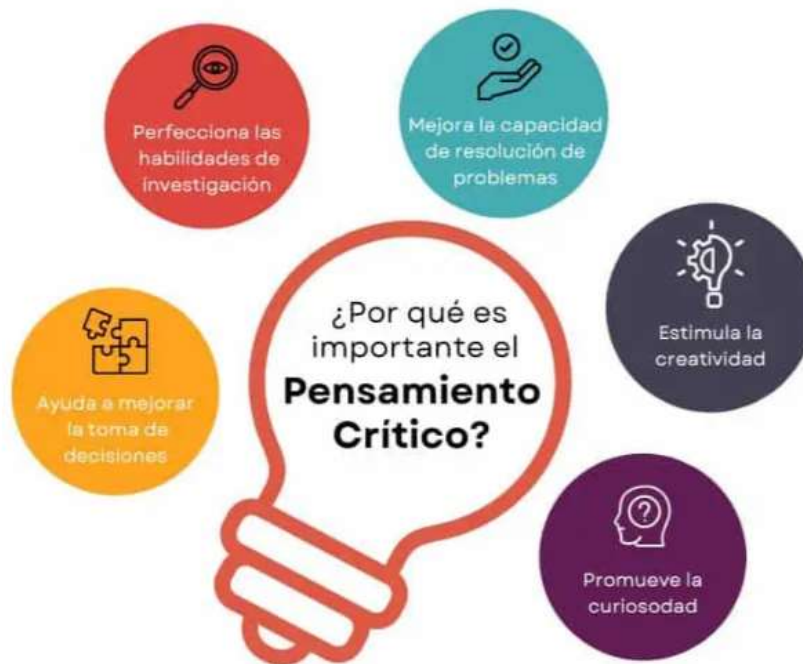 Perfecciona las
habilidades de
investigación
Mejora la capacidad
de resolución de
problemas
Estimula la
creatividad
¿Por qué es
importante el
Pensamiento
Crítico?
Ayuda a mejorar
la toma de
decisiones
Promueve la
curiosodad